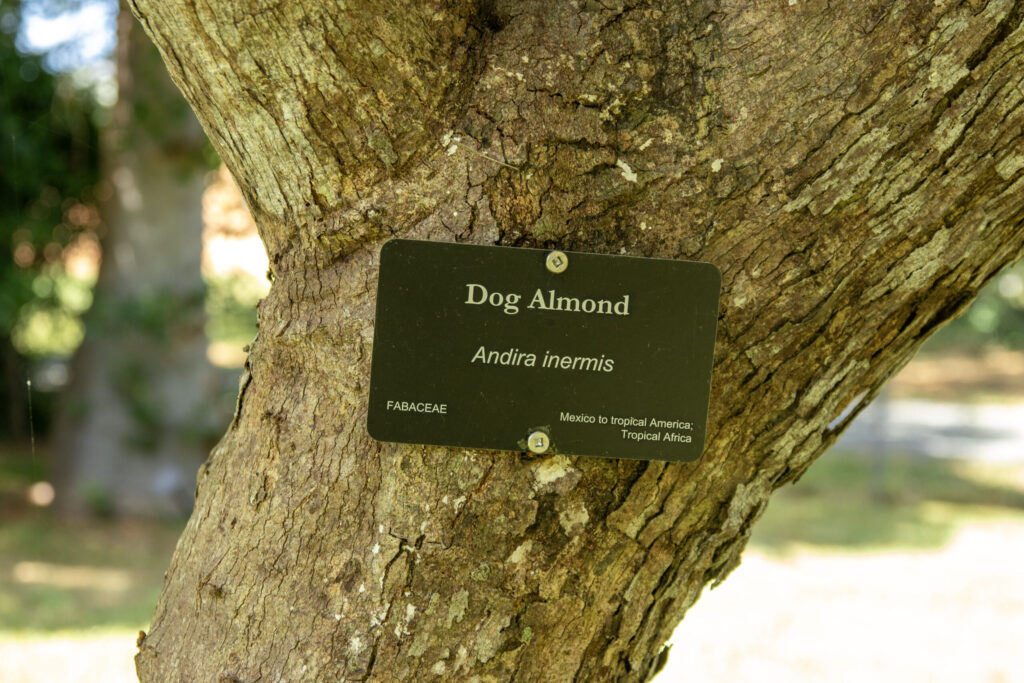 Dog Almond
Andira inermis
FABACEAE
Mexico to tropical America;
Tropical Africa